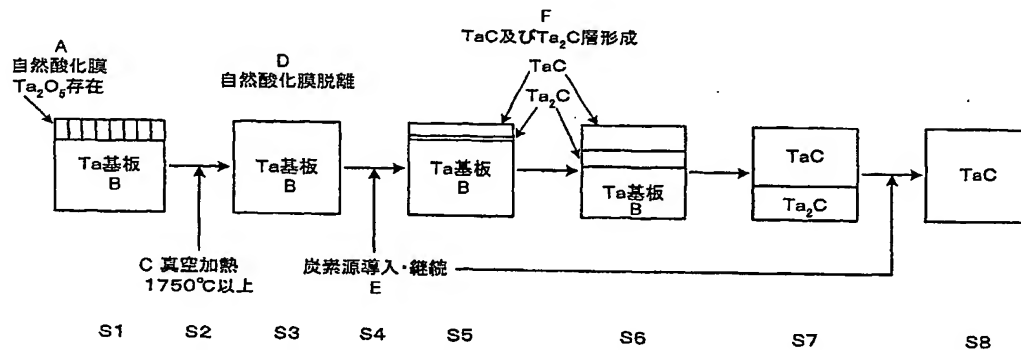 A
自然酸化膜
Ta₂O₅存在
D
自然酸化膜脱離
F
TaC及びTa₂C層形成
TaC
Ta₂C
Ta基板
B
Ta基板
B
Ta基板
B
Ta基板
B
TaC
Ta₂C
TaC
C 真空加熱
1750℃以上
炭素源導入・継続
E
S1
S2
S3
S4
S5
S6
S7
S8